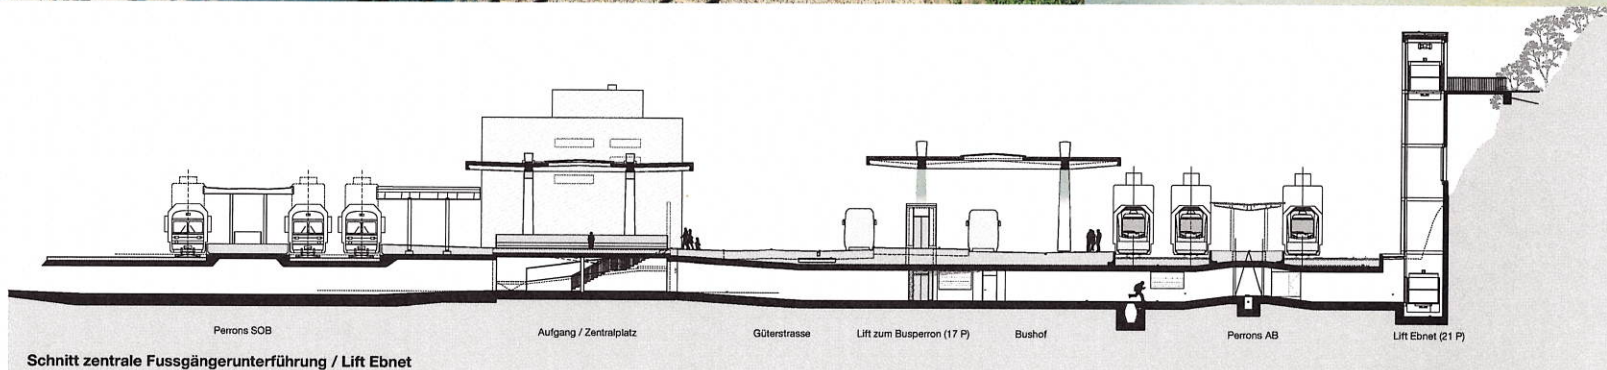 Perrons SOB
Aufgang / Zentralplatz
Güterstrasse
Lift zum Busperron (17 P)
Bushof
Perrons AB
Lift Ebnet (21 P)
Schnitt zentrale Fussgängerunterführung / Lift Ebnet